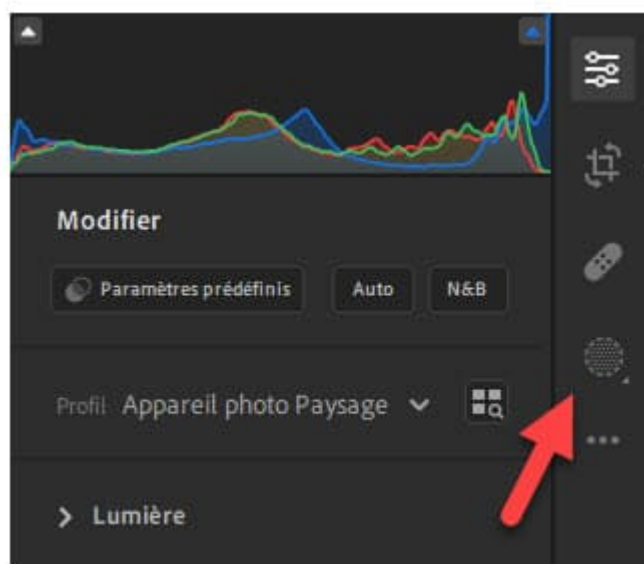 Modifier
Paramètres prédéfinis Auto N&B
Profil Appareil photo Paysage
Lumière